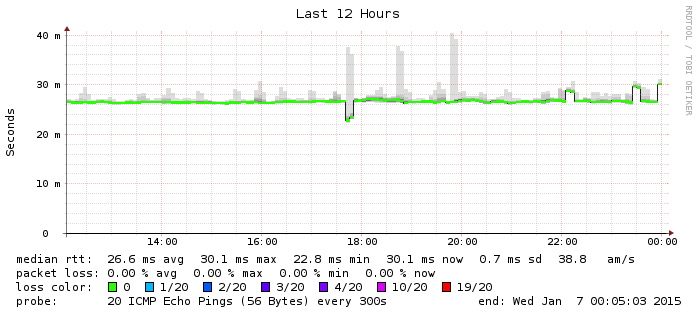 Last 12 Hours
RRDTOOL / TOBI OETIKER
Seconds
40 m
30 m
20 m
10 m
0
14:00 16:00 18:00 20:00 22:00 00:00
median rtt: 26.6 ms avg 30.1 ms max 22.8 ms min 30.1 ms now 0.7 ms sd 38.8 am/s
packet loss: 0.00 % avg 0.00 % max 0.00 % min 0.00 % now
loss color: 0 1/20 2/20 3/20 4/20 10/20 19/20
probe: 20 ICMP Echo Pings (56 Bytes) every 300s end: Wed Jan 7 00:05:03 2015